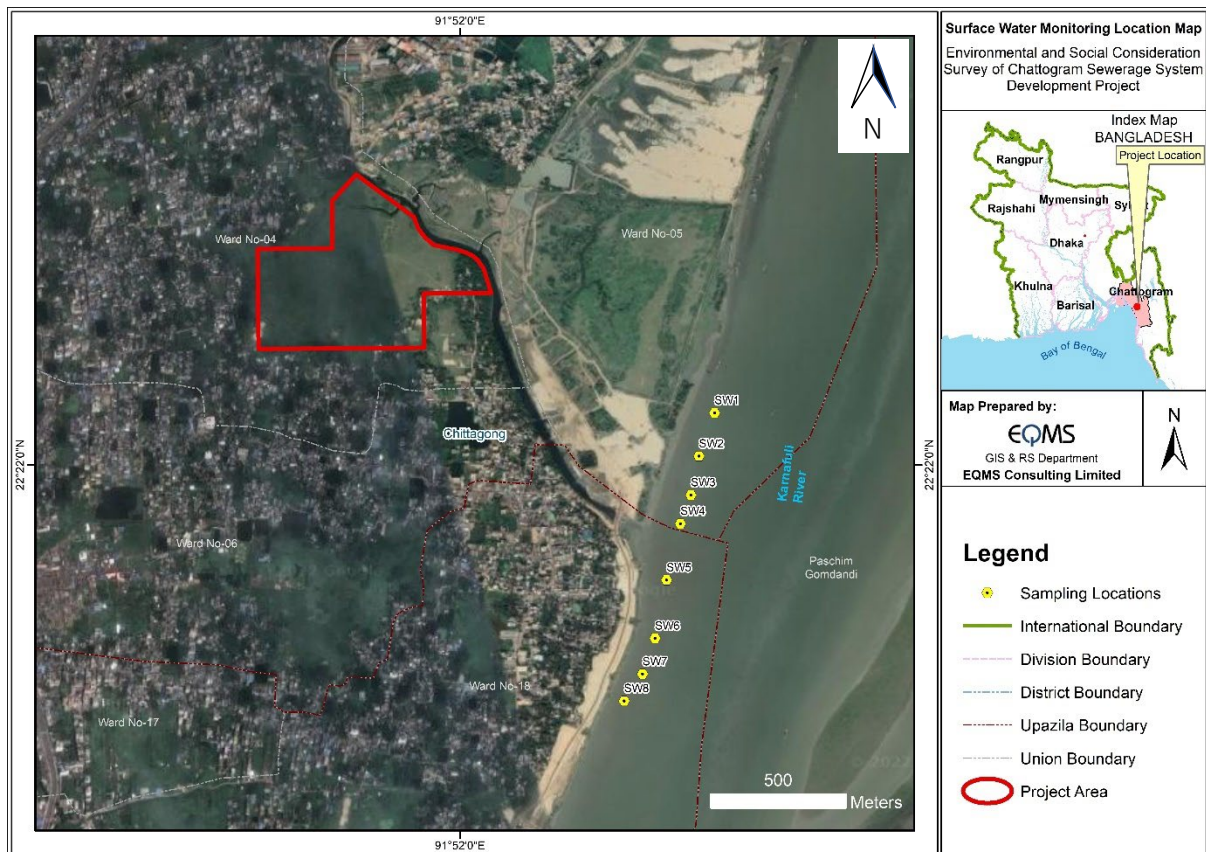 91°52'0"E
N
Ward No-04
Ward No-05
SW1
Chittagong
SW2
22°22'0"N
22°22'0"N
Karnafuli
River
SW3
SW4
Ward No-06
Paschim
Gomdandi
SW5
SW6
SW7
Ward No-18
SW8
Ward No-17
500
Meters
91°52'0"E
Surface Water Monitoring Location Map
Environmental and Social Consideration
Survey of Chattogram Sewerage System
Development Project
Index Map
BANGLADESH
Project Location
Rangpur
Mymensingh
Syl
Rajshahi
Dhaka
Khulna
Chattogram
Barisal
Bay of Bengal
Map Prepared by:
EQMS
GIS & RS Department
EQMS Consulting Limited
N
Legend
Sampling Locations
International Boundary
Division Boundary
District Boundary
Upazila Boundary
Union Boundary
Project Area